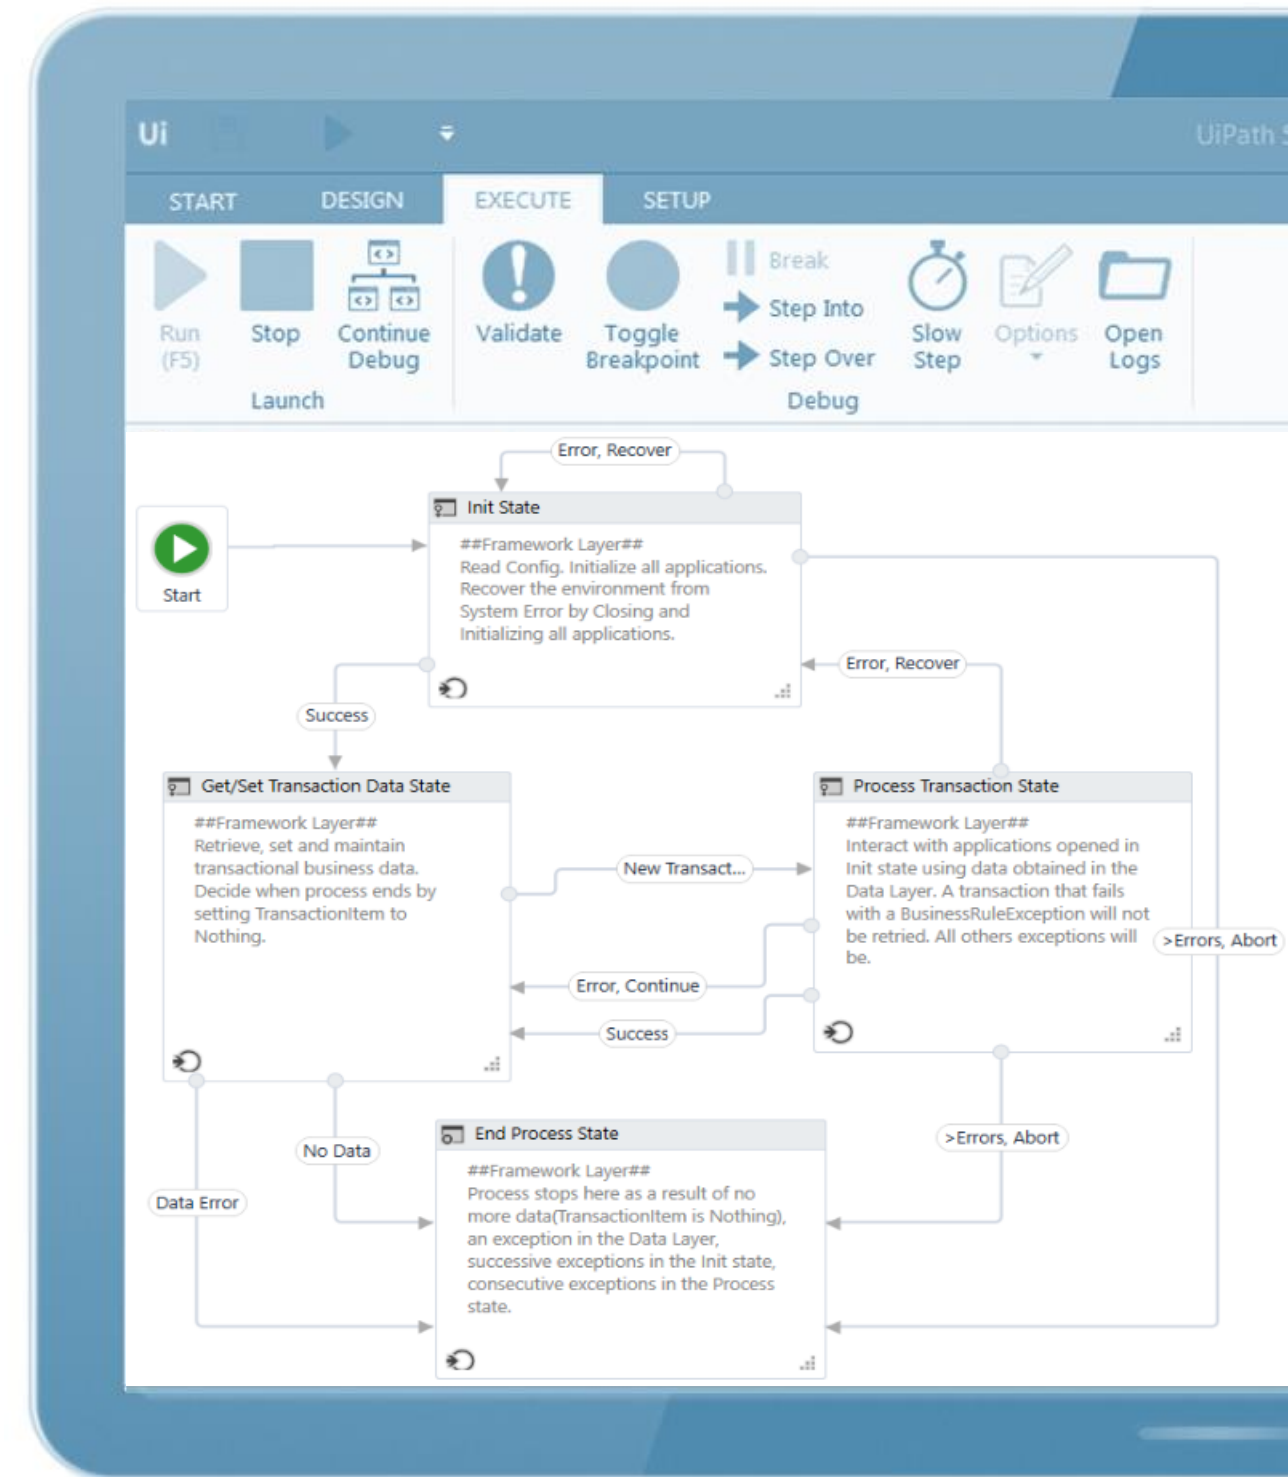 Ui
UiPath S
START DESIGN EXECUTE SETUP
Run
(F5)
Stop
Continue
Debug
Launch
Validate
Toggle
Breakpoint
Break
Step Into
Step Over
Slow
Step
Options
Open
Logs
Debug
Error, Recover
Start
Init State
##Framework Layer##
Read Config. Initialize all applications.
Recover the environment from
System Error by Closing and
Initializing all applications.
Error, Recover
Success
Get/Set Transaction Data State
##Framework Layer##
Retrieve, set and maintain
transactional business data.
Decide when process ends by
setting TransactionItem to
Nothing.
New Transact...
Process Transaction State
##Framework Layer##
Interact with applications opened in
Init state using data obtained in the
Data Layer. A transaction that fails
with a BusinessRuleException will not
be retried. All others exceptions will
be.
>Errors, Abort
Error, Continue
Success
No Data
Data Error
>Errors, Abort
End Process State
##Framework Layer##
Process stops here as a result of no
more data(TransactionItem is Nothing),
an exception in the Data Layer,
successive exceptions in the Init state,
consecutive exceptions in the Process
state.